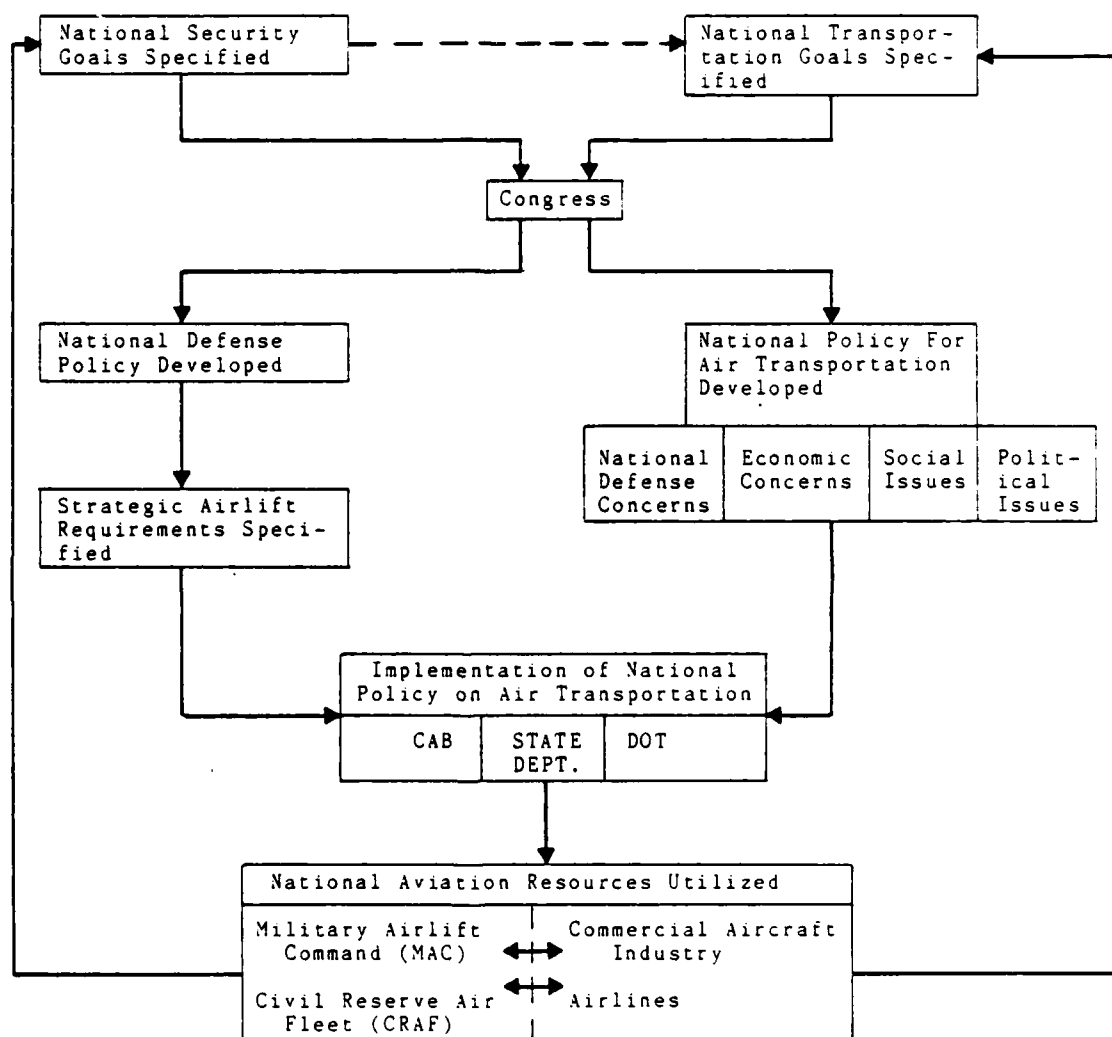 National Security
Goals Specified
National Transpor-
tation Goals Spec-
ified
Congress
National Defense
Policy Developed
National Policy For
Air Transportation
Developed
National
Defense
Concerns
Economic
Concerns
Social
Issues
Polit-
ical
Issues
Strategic Airlift
Requirements Speci-
fied
Implementation of National
Policy on Air Transportation
CAB
STATE
DEPT.
DOT
National Aviation Resources Utilized
Military Airlift
Command (MAC)
Commercial Aircraft
Industry
Civil Reserve Air
Fleet (CRAF)
Airlines